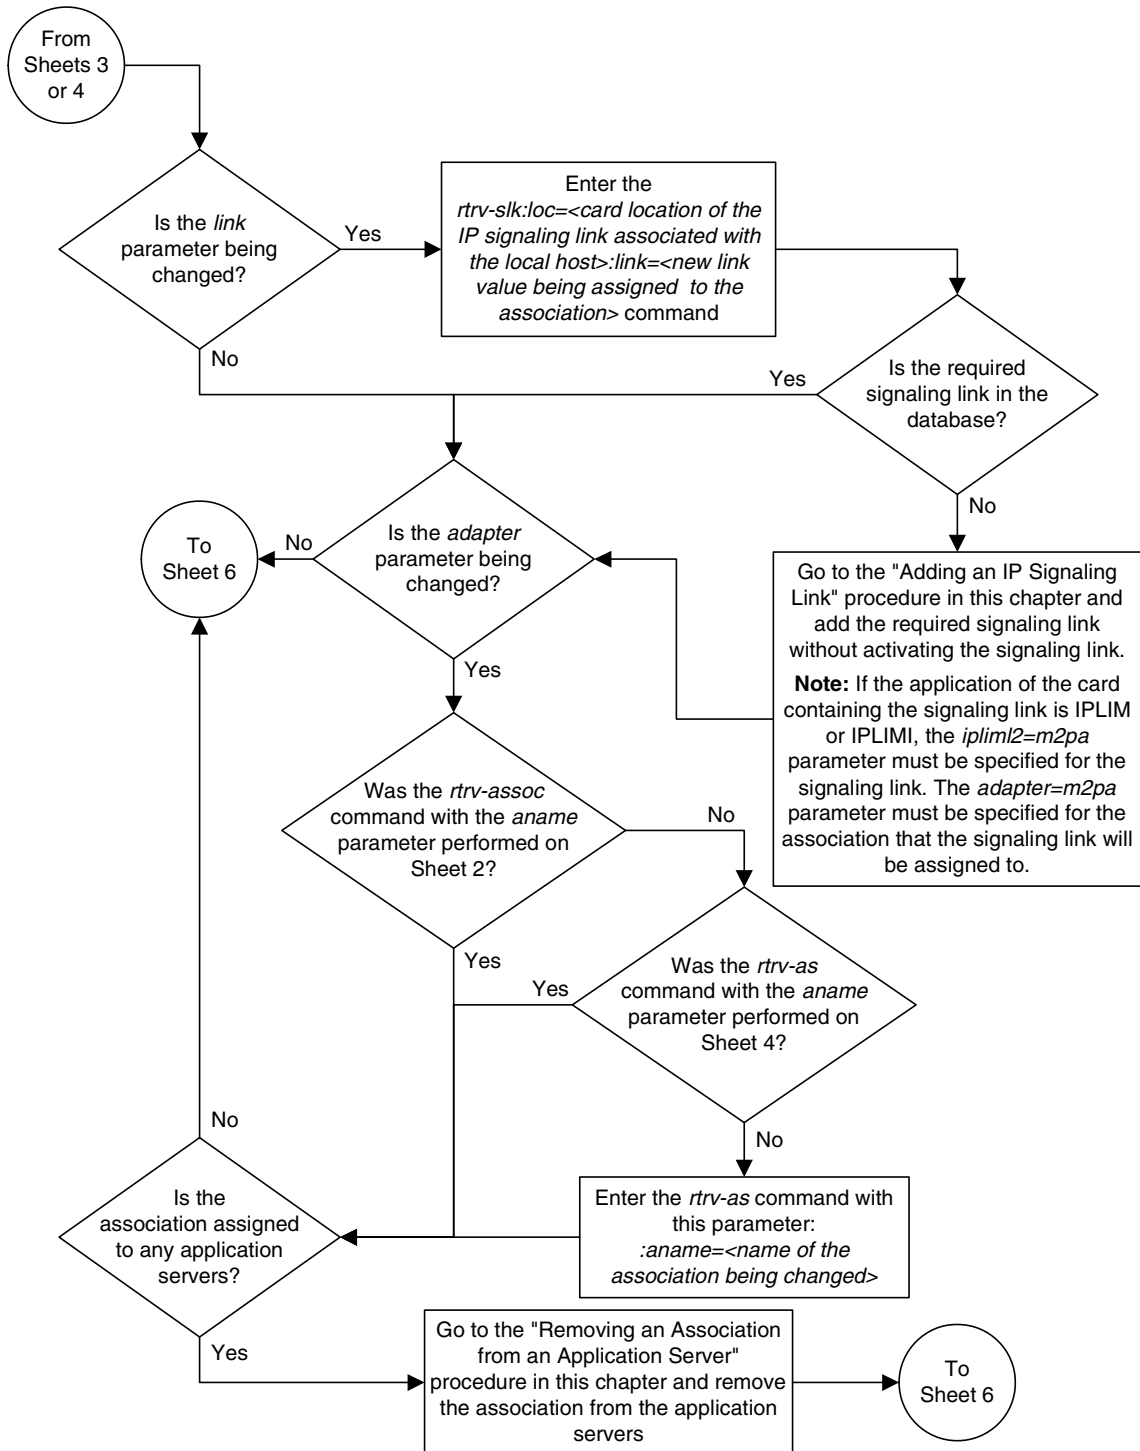 From
Sheets 3
or 4
Is the link
parameter being
changed?
Yes
No
Enter the
rtrv-slk:loc=<card location of the
IP signaling link associated with
the local host>:link=<new link
value being assigned to the
association> command
Is the required
signaling link in the
database?
Yes
No
Go to the "Adding an IP Signaling
Link" procedure in this chapter and
add the required signaling link
without activating the signaling link.
Note: If the application of the card
containing the signaling link is IPLIM
or IPLIMI, the ipliml2=m2pa
parameter must be specified for the
signaling link. The adapter=m2pa
parameter must be specified for the
association that the signaling link will
be assigned to.
Is the adapter
parameter being
changed?
No
To
Sheet 6
Yes
Was the rtrv-assoc
command with the aname
parameter performed on
Sheet 2?
No
Yes
Was the rtrv-as
command with the aname
parameter performed on
Sheet 4?
Yes
No
Enter the rtrv-as command with
this parameter:
:aname=<name of the
association being changed>
Is the
association assigned
to any application
servers?
No
Yes
Go to the "Removing an Association
from an Application Server"
procedure in this chapter and remove
the association from the application
servers
To
Sheet 6